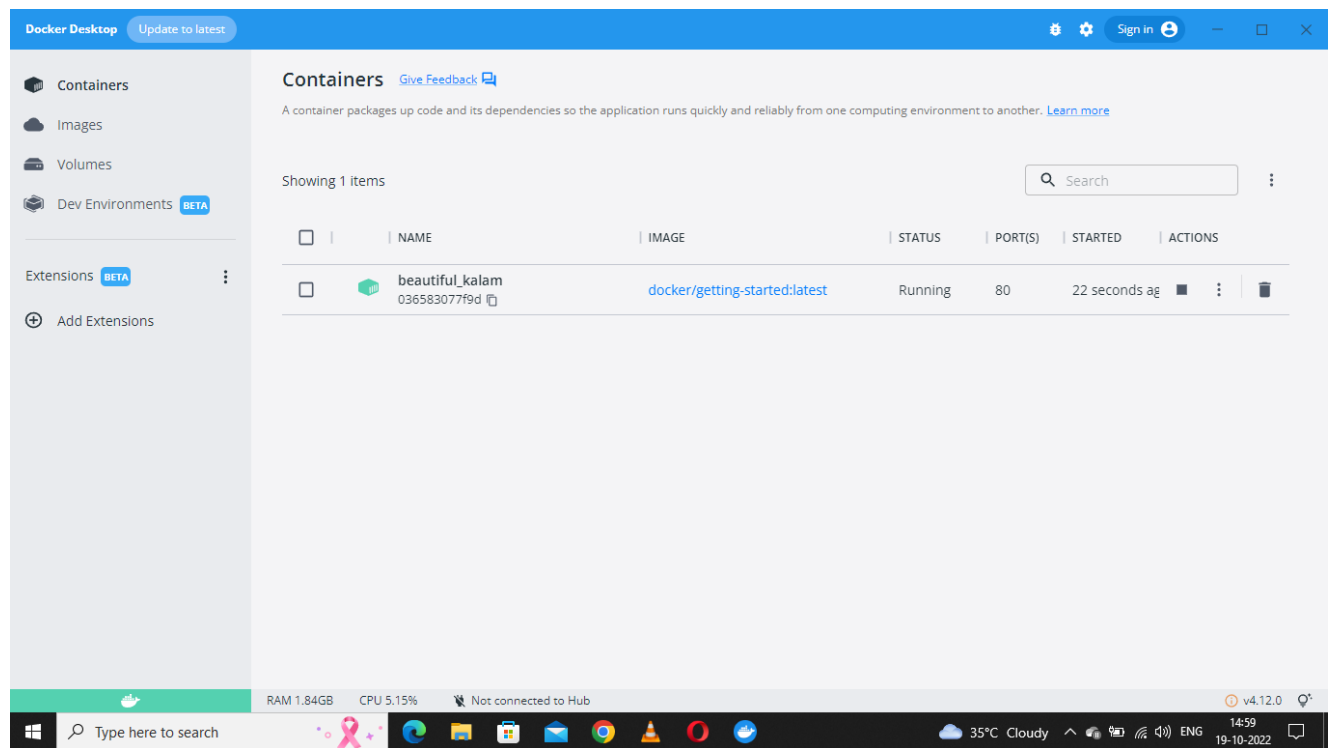 Docker Desktop Update to latest Sign in
Containers
Images
Volumes
Dev Environments BETA
Extensions BETA
Add Extensions
Containers Give Feedback
A container packages up code and its dependencies so the application runs quickly and reliably from one computing environment to another. Learn more
Showing 1 items Search
NAME IMAGE STATUS PORT(S) STARTED ACTIONS
beautiful_kalam docker/getting-started:latest Running 80 22 seconds ag
036583077f9d
RAM 1.84GB CPU 5.15% Not connected to Hub v4.12.0
Type here to search 35°C Cloudy ENG 14:59
19-10-2022